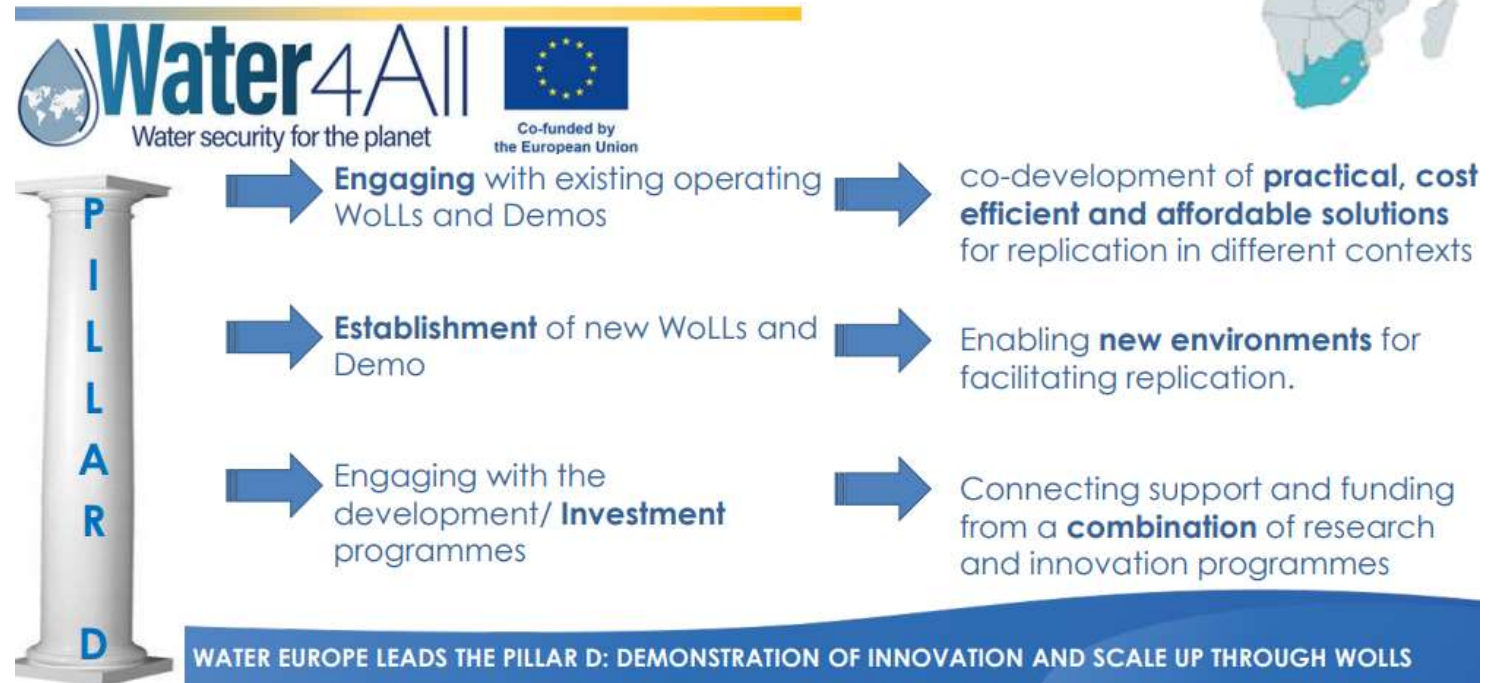 Water4All
Water security for the planet
Co-funded by
the European Union
PILLAR D
Engaging with existing operating
WoLLs and Demos
co-development of practical, cost
efficient and affordable solutions
for replication in different contexts
Establishment of new WoLLs and
Demo
Enabling new environments for
facilitating replication.
Engaging with the
development/ Investment
programmes
Connecting support and funding
from a combination of research
and innovation programmes
WATER EUROPE LEADS THE PILLAR D: DEMONSTRATION OF INNOVATION AND SCALE UP THROUGH WOLLS